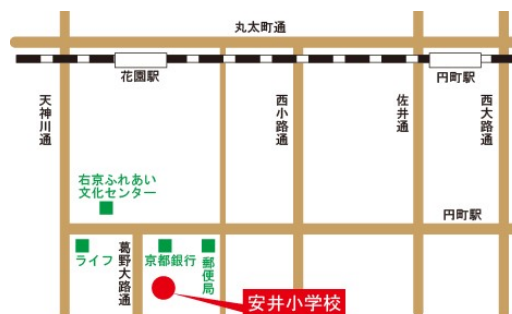 丸太町通
花園駅
円町駅
天神川通
西小路通
佐井通
西大路通
右京ふれあい
文化センター
円町駅
ライフ
葛野大路通
京都銀行
郵便局
安井小学校